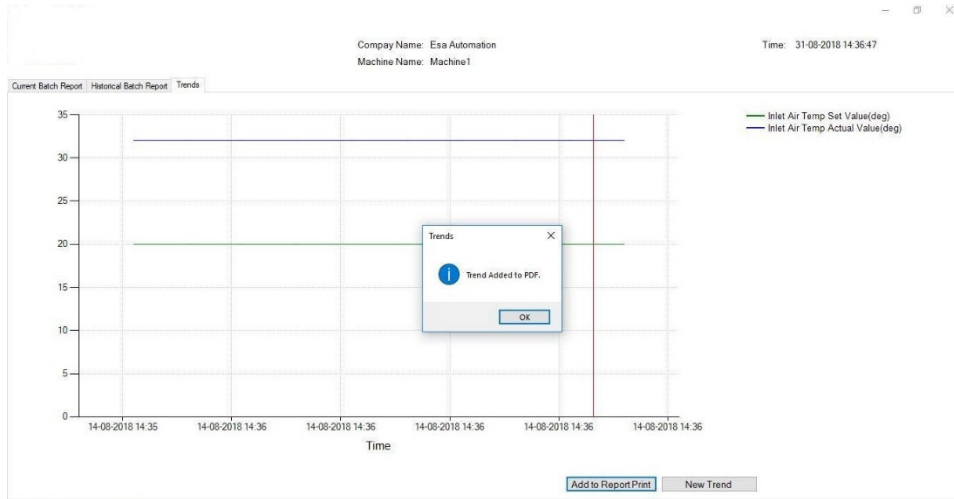 Compay Name: Esa Automation
Time: 31-08-2018 14:36:47
Machine Name: Machine1
Current Batch Report Historical Batch Report Trends
35
30
25
20
15
10
5
0
Inlet Air Temp Set Value(deg)
Inlet Air Temp Actual Value(deg)
Trends
Trend Added to PDF.
OK
14-08-2018 14:35 14-08-2018 14:36 14-08-2018 14:36 14-08-2018 14:36 14-08-2018 14:36 14-08-2018 14:36
Time
Add to Report Print New Trend